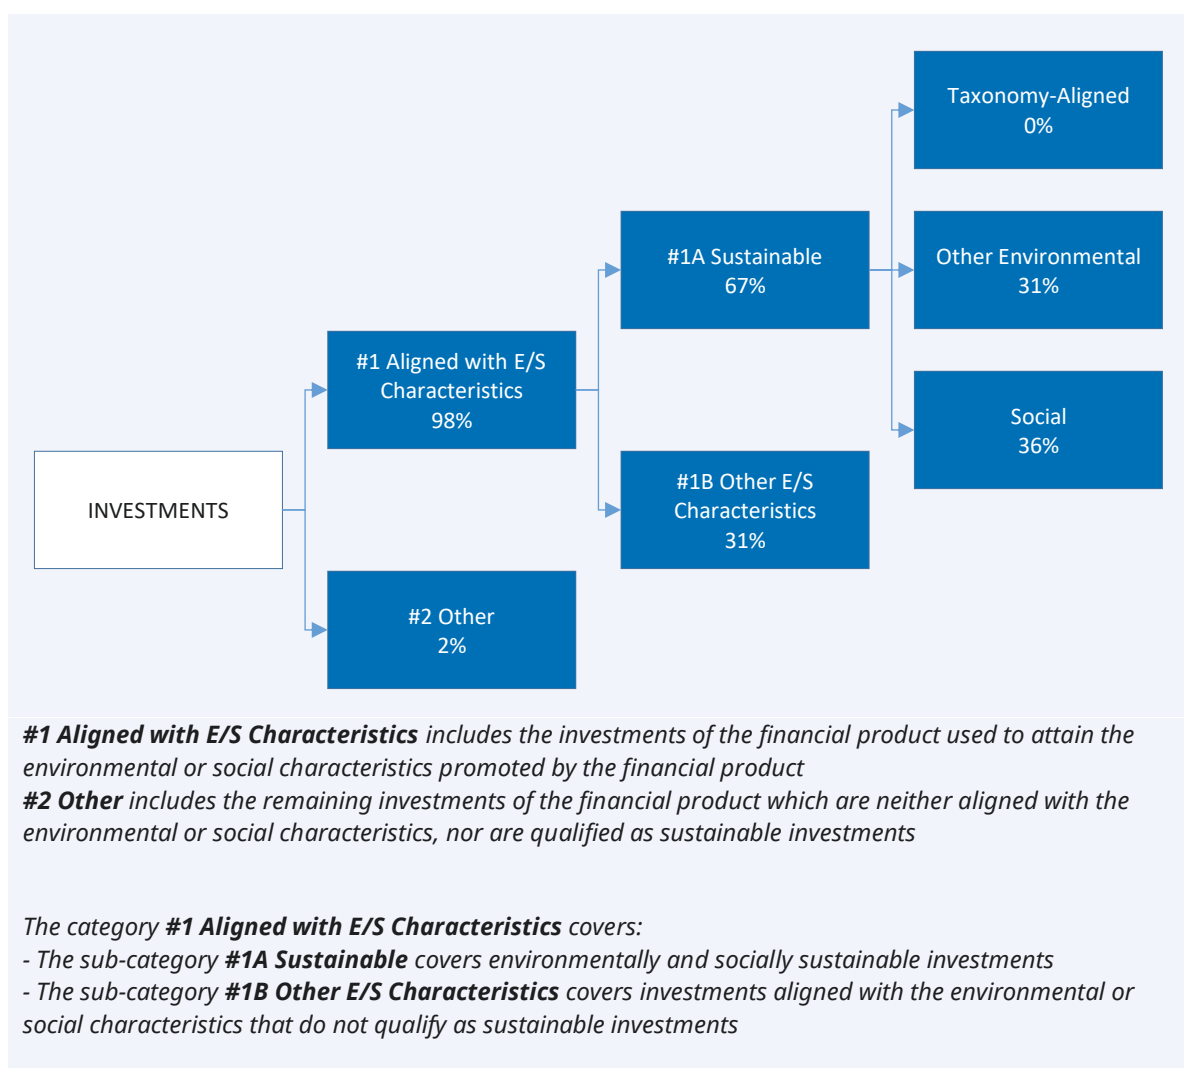 Taxonomy-Aligned
0%
#1A Sustainable
67%
Other Environmental
31%
#1 Aligned with E/S
Characteristics
98%
Social
36%
INVESTMENTS
#1B Other E/S
Characteristics
31%
#2 Other
2%
#1 Aligned with E/S Characteristics includes the investments of the financial product used to attain the
environmental or social characteristics promoted by the financial product
#2 Other includes the remaining investments of the financial product which are neither aligned with the
environmental or social characteristics, nor are qualified as sustainable investments
The category #1 Aligned with E/S Characteristics covers:
- The sub-category #1A Sustainable covers environmentally and socially sustainable investments
- The sub-category #1B Other E/S Characteristics covers investments aligned with the environmental or
social characteristics that do not qualify as sustainable investments